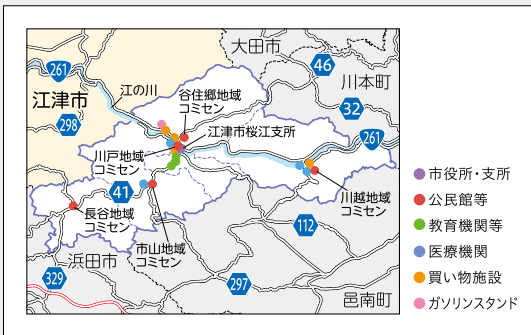 大田市
46
261
川本町
江の川
谷住郷地域
コミセン
江津市
32
298
江津市桜江支所
261
川戸地域
コミセン
41
川越地域
コミセン
長谷地域
コミセン
112
市山地域
コミセン
浜田市
329
297
邑南町
市役所・支所
公民館等
教育機関等
医療機関
買い物施設
ガソリンスタンド